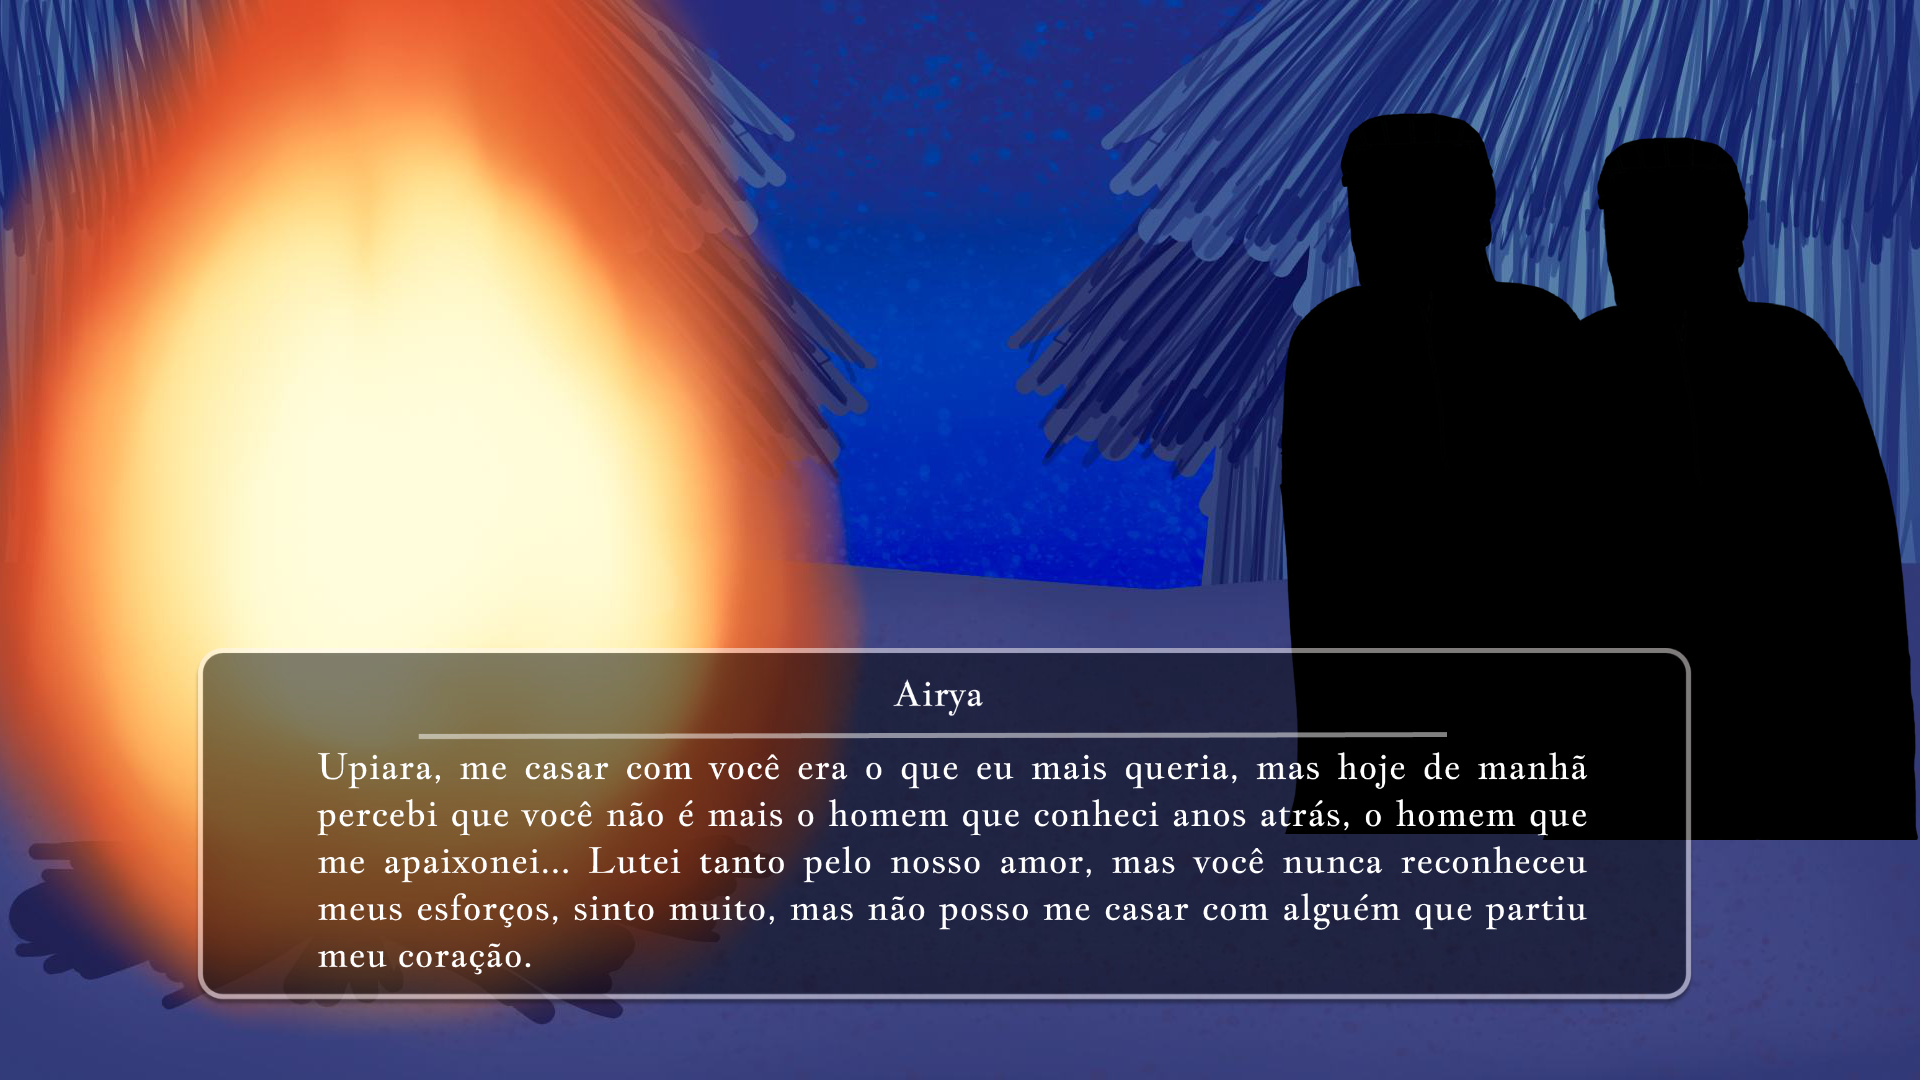 Airya
Upiara, me casar com você era o que eu mais queria, mas hoje de manhã
percebi que você não é mais o homem que conheci anos atrás, o homem que
me apaixonei... Lutei tanto pelo nosso amor, mas você nunca reconheceu
meus esforços, sinto muito, mas não posso me casar com alguém que partiu
meu coração.